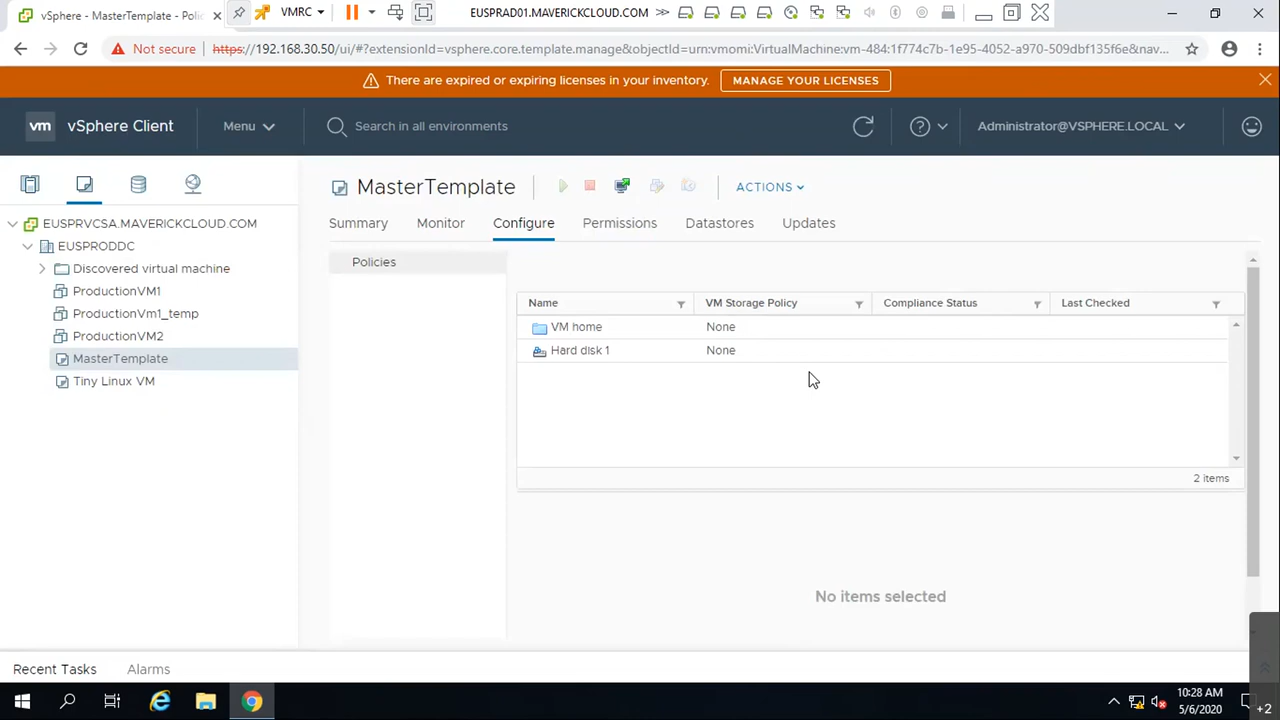 vSphere - MasterTemplate - Polic
VMRC
EUSPRAD01.MAVERICKCLOUD.COM
Not secure
https://192.168.30.50/ui/#?extensionId=vsphere.core.template.manage&objectId=urn:vmomi:VirtualMachine:vm-484:1f774c7b-1e95-4052-a970-509dbf135f6e&nav...
There are expired or expiring licenses in your inventory.
MANAGE YOUR LICENSES
vm vSphere Client
Menu
Search in all environments
Administrator@VSPHERE.LOCAL
MasterTemplate
ACTIONS
Summary Monitor Configure Permissions Datastores Updates
EUSPRVCSA.MAVERICKCLOUD.COM
EUSPRODDC
Discovered virtual machine
ProductionVM1
ProductionVm1_temp
ProductionVM2
MasterTemplate
Tiny Linux VM
Policies
Name VM Storage Policy Compliance Status Last Checked
VM home None
Hard disk 1 None
2 items
No items selected
Recent Tasks Alarms
10:28 AM
5/6/2020
+2